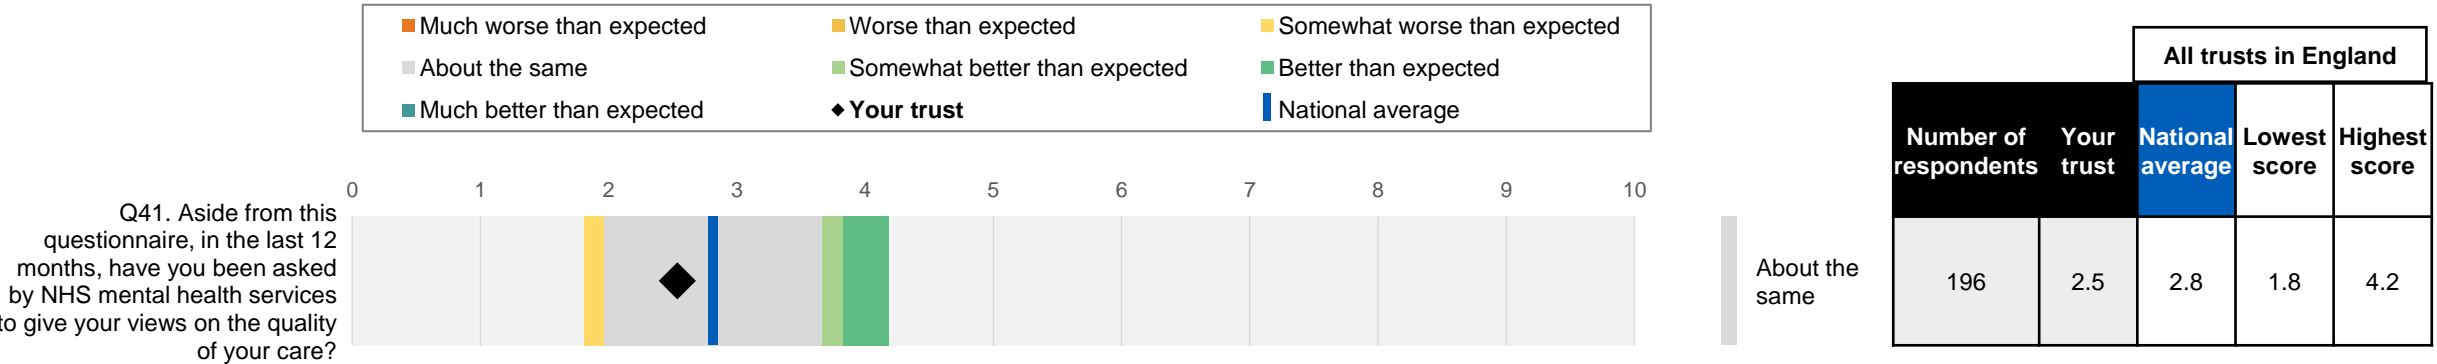 Much worse than expected
Worse than expected
Somewhat worse than expected
About the same
Somewhat better than expected
Better than expected
Much better than expected
Your trust
National average
All trusts in England
Number of respondents
Your trust
National average
Lowest score
Highest score
0 1 2 3 4 5 6 7 8 9 10
Q41. Aside from this
questionnaire, in the last 12
months, have you been asked
by NHS mental health services
to give your views on the quality
of your care?
About the
same
196 2.5 2.8 1.8 4.2